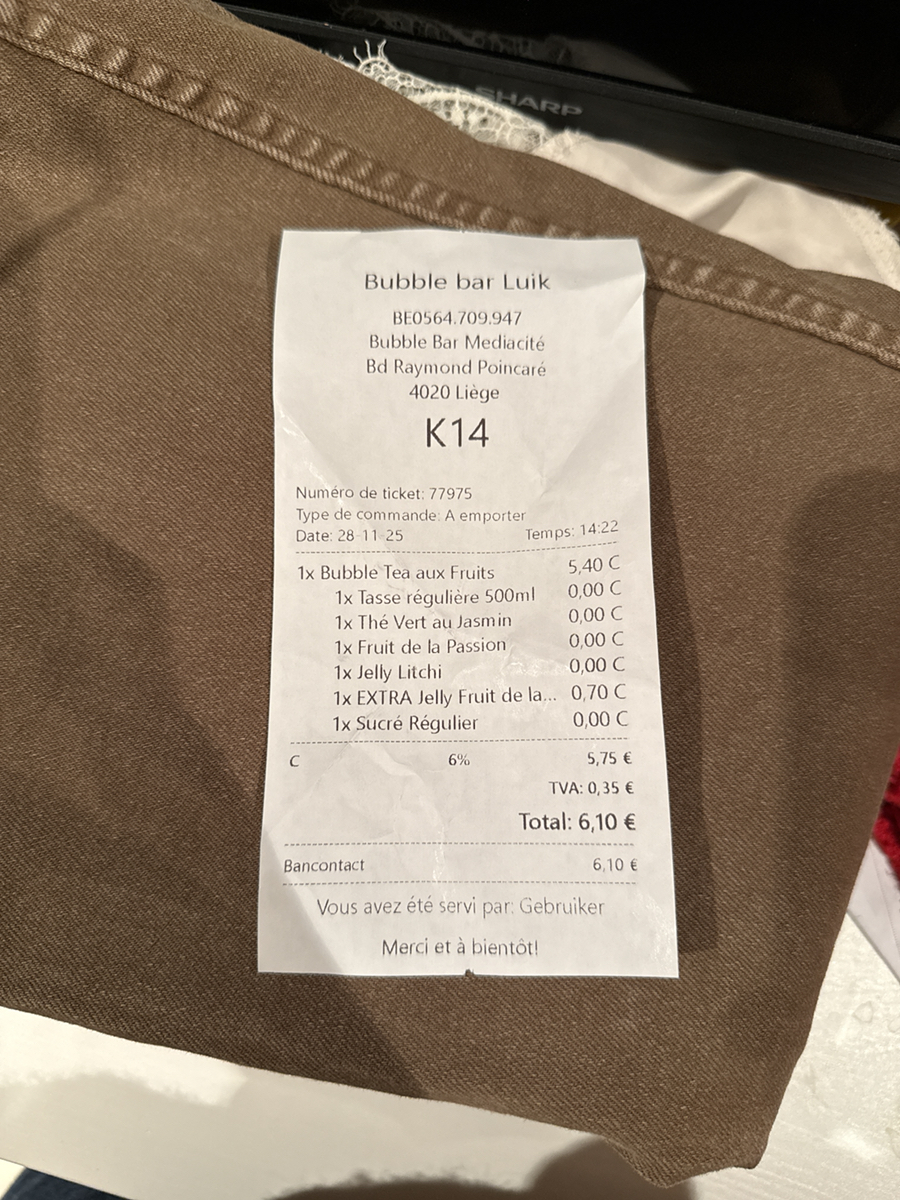 SHARP
Bubble bar Luik
BE0564.709.947
Bubble Bar Mediacité
Bd Raymond Poincaré
4020 Liège
K14
Numéro de ticket: 77975
Type de commande: A emporter
Date: 28-11-25 Temps: 14:22
1x Bubble Tea aux Fruits 5,40 C
1x Tasse régulière 500ml 0,00 C
1x Thé Vert au Jasmin 0,00 C
1x Fruit de la Passion 0,00 C
1x Jelly Litchi 0,00 C
1x EXTRA Jelly Fruit de la... 0,70 C
1x Sucré Régulier 0,00 C
C 6% 5,75 €
TVA: 0,35 €
Total: 6,10 €
Bancontact 6,10 €
Vous avez été servi par: Gebruiker
Merci et à bientôt!